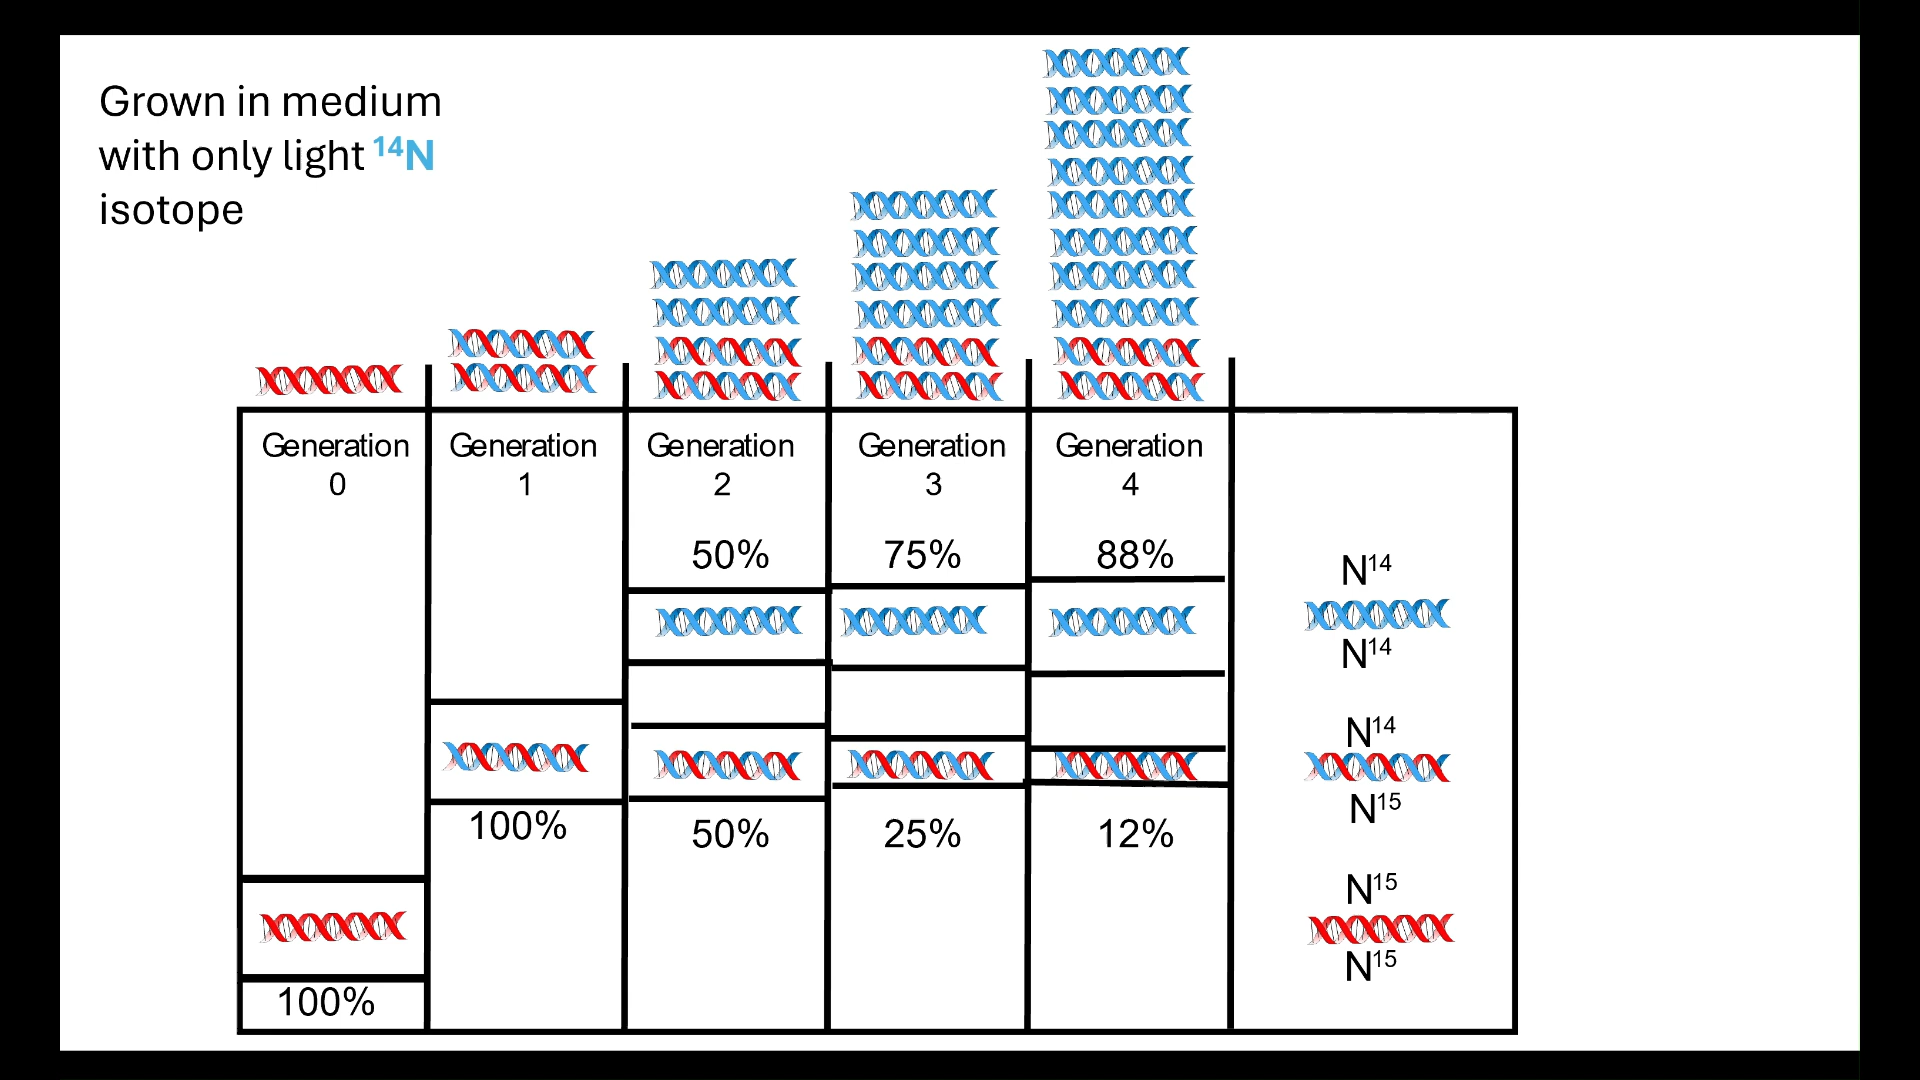 Grown in medium
with only light ¹⁴N
isotope
Generation
0
Generation
1
Generation
2
Generation
3
Generation
4
50%
75%
88%
100%
50%
25%
12%
100%
N¹⁴
N¹⁴
N¹⁴
N¹⁵
N¹⁵
N¹⁵